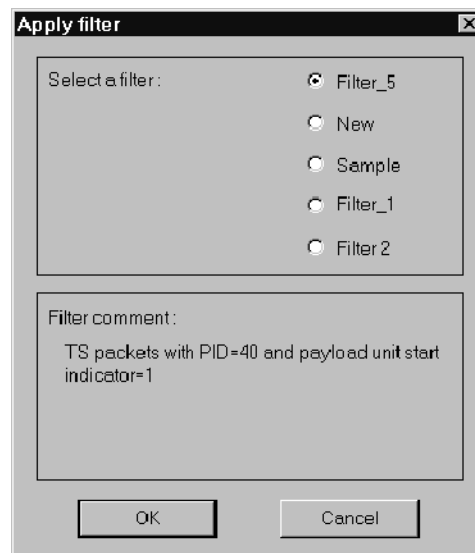 Apply filter
Select a filter:
Filter_5
New
Sample
Filter_1
Filter 2
Filter comment:
TS packets with PID=40 and payload unit start
indicator=1
OK
Cancel